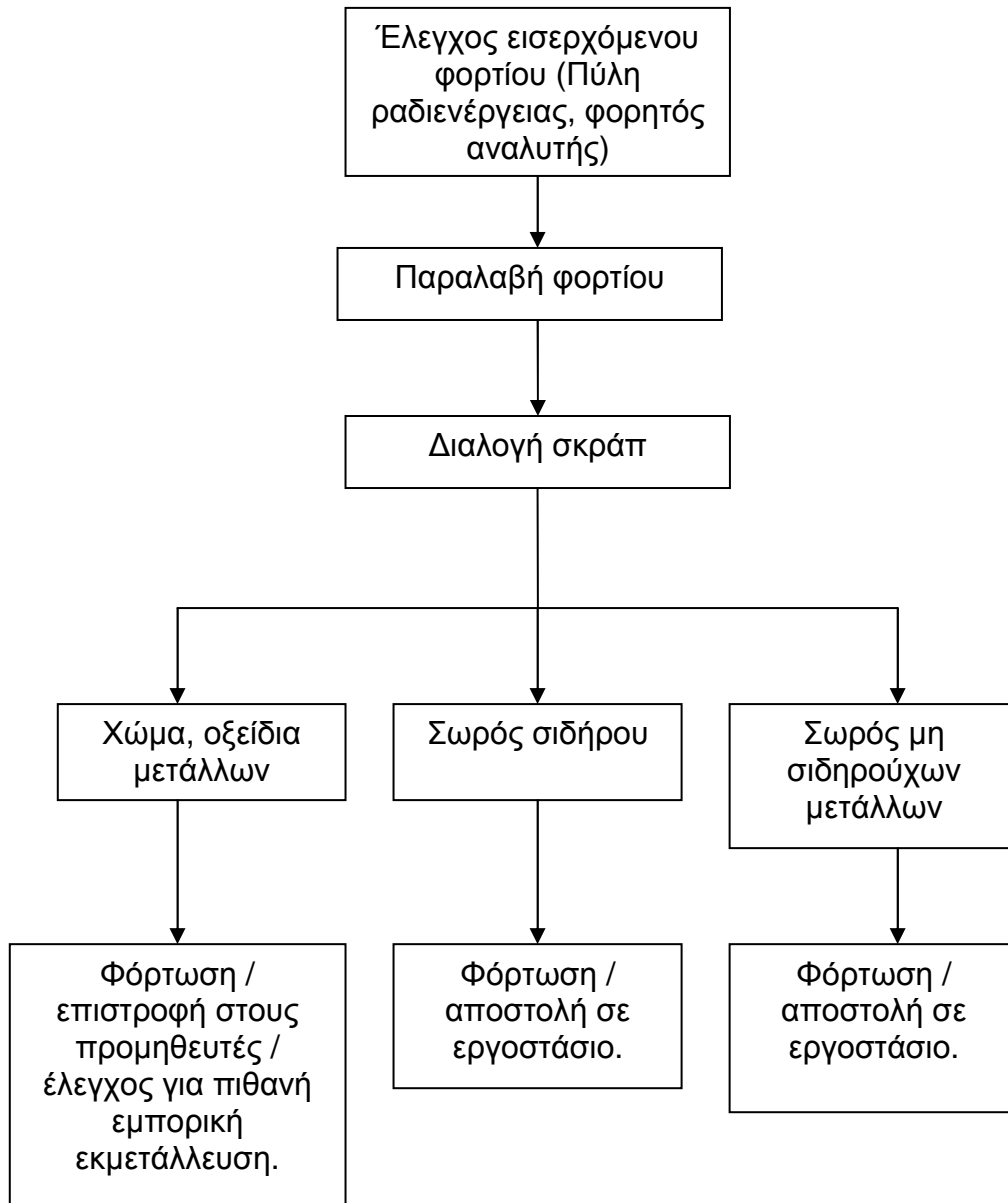 Έλεγχος εισερχόμενου
φορτίου (Πύλη
ραδιενέργειας, φορητός
αναλυτής)
Παραλαβή φορτίου
Διαλογή σκράπ
Χώμα, οξείδια
μετάλλων
Σωρός σιδήρου
Σωρός μη
σιδηρούχων
μετάλλων
Φόρτωση /
επιστροφή στους
προμηθευτές /
έλεγχος για πιθανή
εμπορική
εκμετάλλευση.
Φόρτωση /
αποστολή σε
εργοστάσιο.
Φόρτωση /
αποστολή σε
εργοστάσιο.